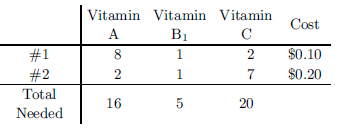 Vitamin Vitamin Vitamin Cost
A B₁ C
#1 8 1 2 $0.10
#2 2 1 7 $0.20
Total
Needed 16 5 20